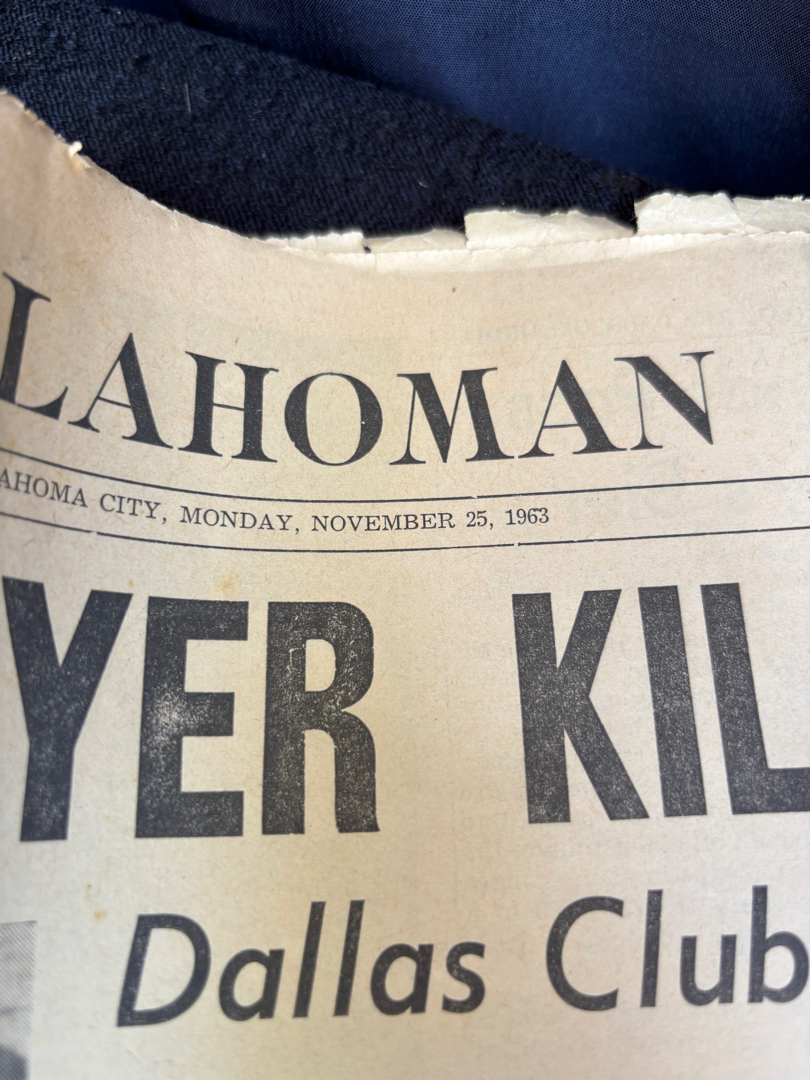 LAHOMAN
AHOMA CITY, MONDAY, NOVEMBER 25, 1963
YER KIL
Dallas Club